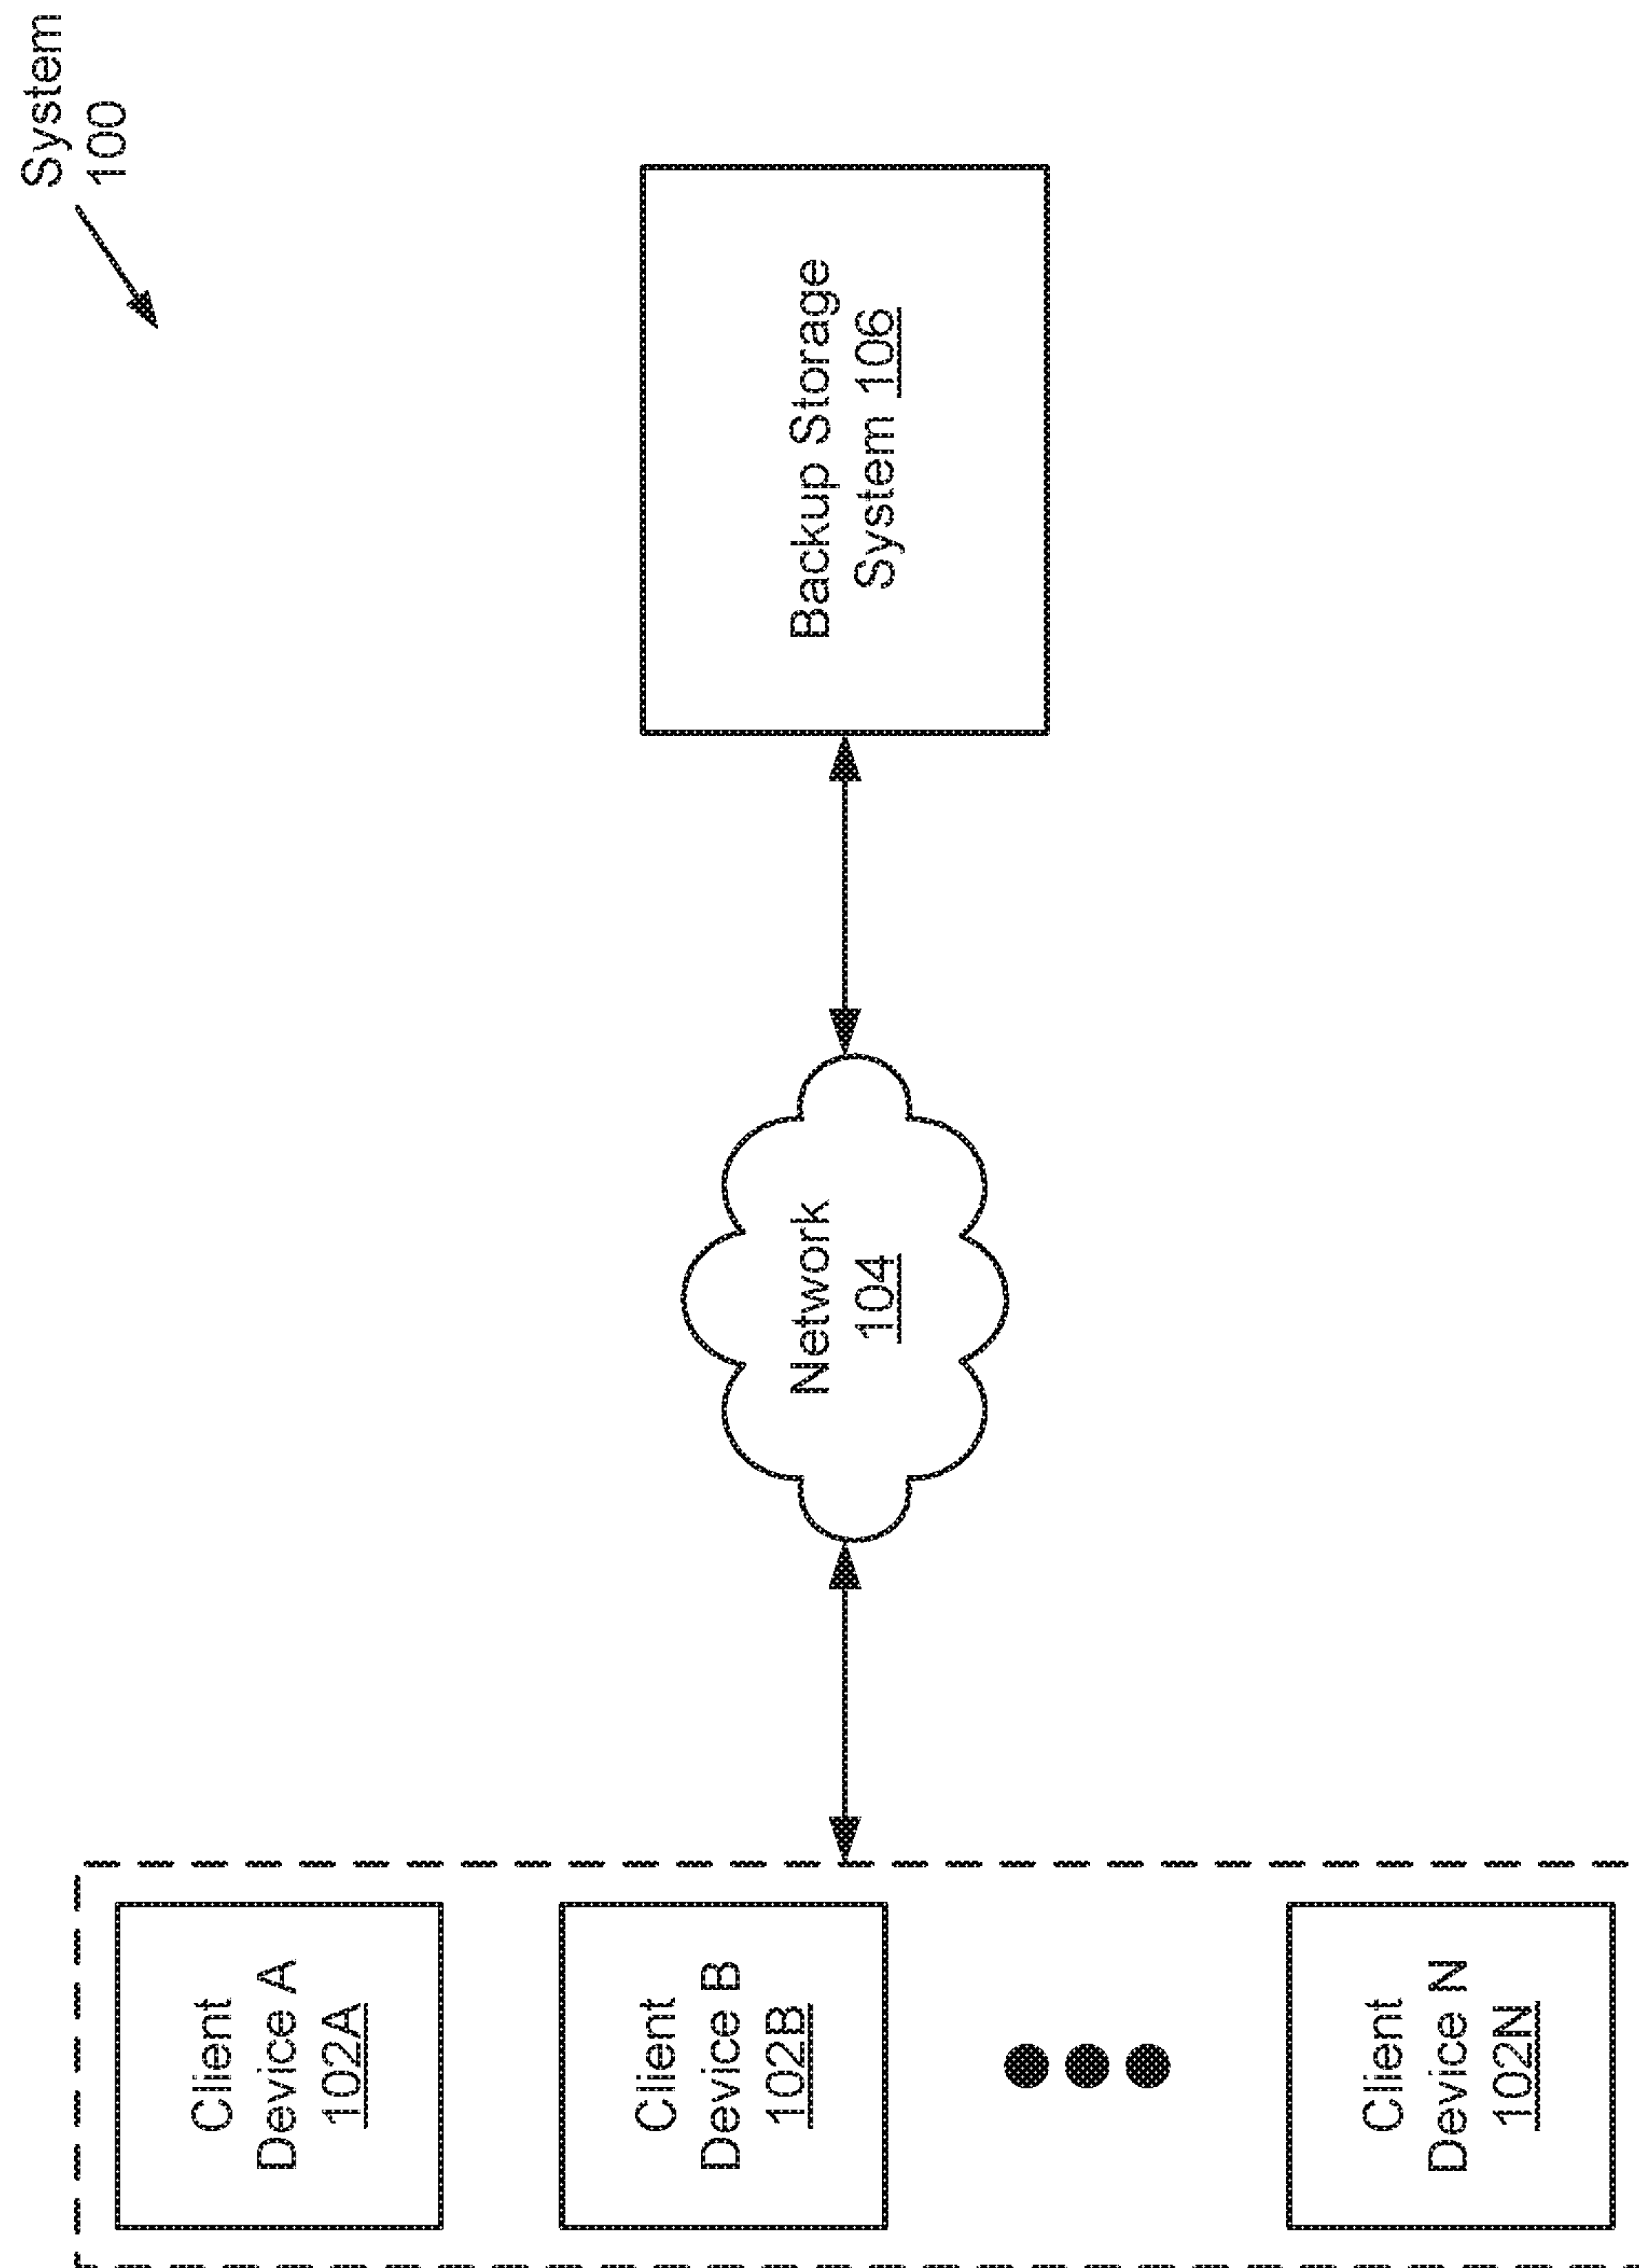 System
100
Client
Device A
102A
Client
Device B
102B
Client
Device N
102N
Network
104
Backup Storage
System 106